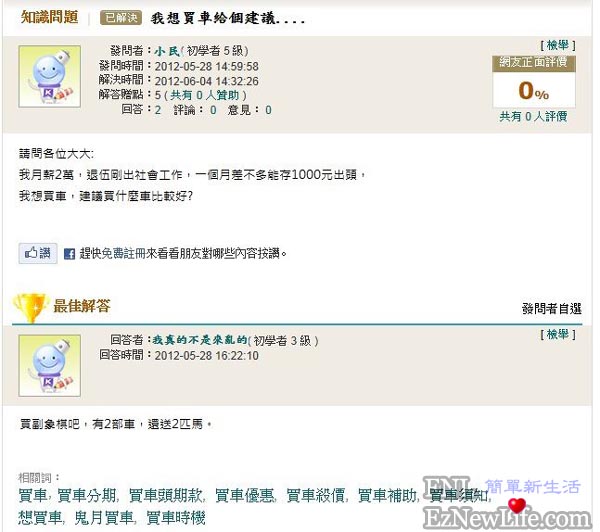 知識問題 | 已解決 我想買車給個建議....
發問者：小民(初學者 5 級)
發問時間：2012-05-28 14:59:58
解決時間：2012-06-04 14:32:26
解答贈點：5 (共有 0 人贊助)
回答：2 評論：0 意見：0
[檢舉]
網友正面評價
0%
共有 0 人評價
請問各位大大:
我月薪2萬，退伍剛出社會工作，一個月差不多能存1000元出頭，
我想買車，建議買什麼車比較好?
讚 趕快免費註冊來看看朋友對哪些內容按讚。
最佳解答
發問者自選
回答者：我真的不是來亂的(初學者 3 級)
回答時間：2012-05-28 16:22:10
[檢舉]
買副象棋吧，有2部車，還送2匹馬。
相關詞：
買車, 買車分期, 買車頭期款, 買車優惠, 買車殺價, 買車補助, 買車須知,
想買車, 鬼月買車, 買車時機
ENL 簡單新生活
EzNewLife.com